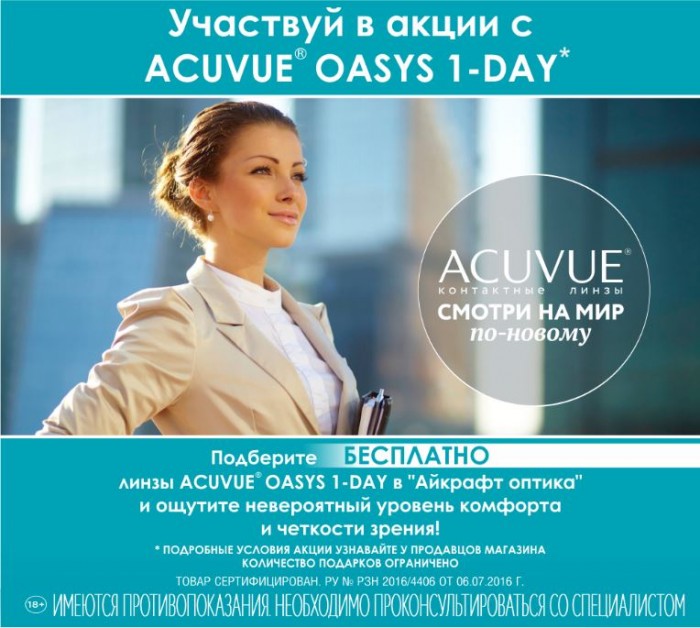 Участвуй в акции с
ACUVUE® OASYS 1-DAY*
ACUVUE®
контактные линзы
СМОТРИ НА МИР
по-новому
Подберите БЕСПЛАТНО
линзы ACUVUE® OASYS 1-DAY в "Айкрафт оптика"
и ощутите невероятный уровень комфорта
и четкости зрения!
* ПОДРОБНЫЕ УСЛОВИЯ АКЦИИ УЗНАВАЙТЕ У ПРОДАВЦОВ МАГАЗИНА
КОЛИЧЕСТВО ПОДАРКОВ ОГРАНИЧЕНО
ТОВАР СЕРТИФИЦИРОВАН. РУ № РЗН 2016/4406 ОТ 06.07.2016 Г.
18+ ИМЕЮТСЯ ПРОТИВОПОКАЗАНИЯ. НЕОБХОДИМО ПРОКОНСУЛЬТИРОВАТЬСЯ СО СПЕЦИАЛИСТОМ